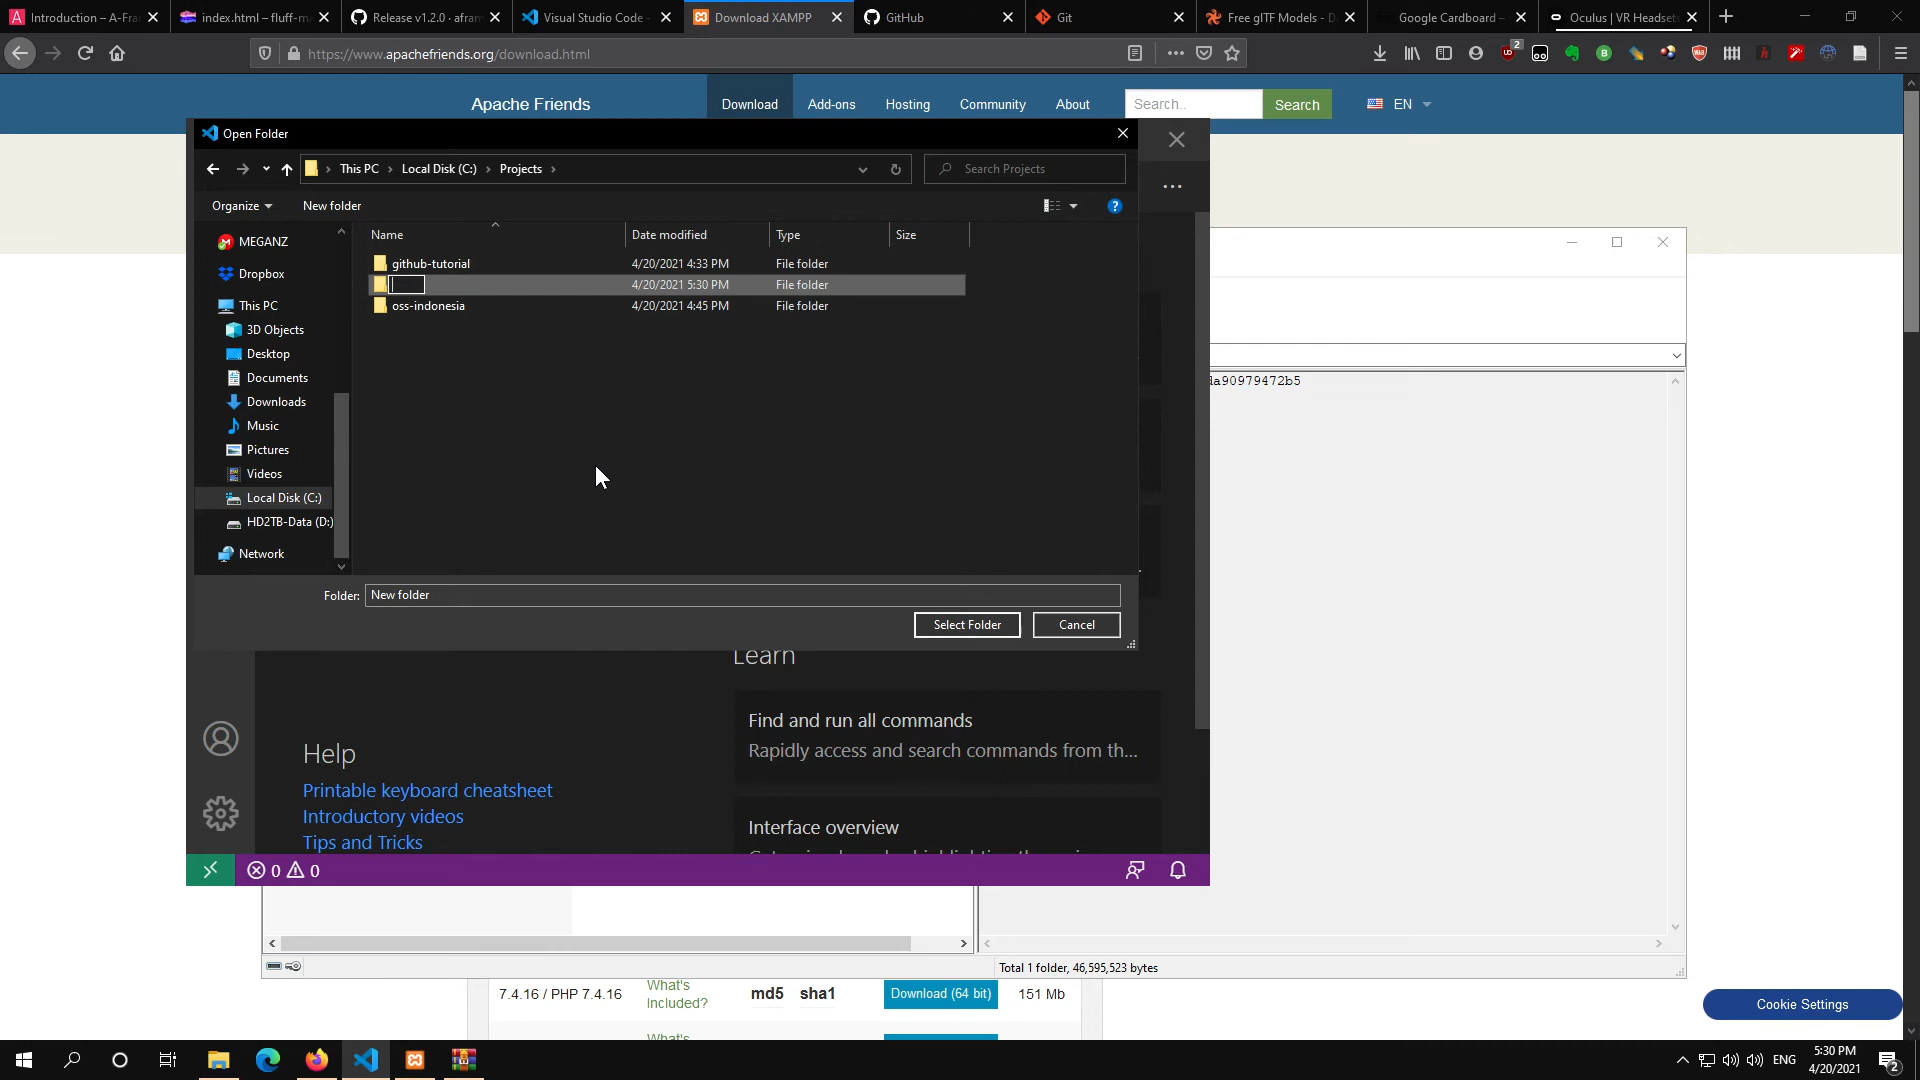 Introduction – A-Fra
index.html – fluff-m
Release v1.2.0 · afram
Visual Studio Code -
Download XAMPP
GitHub
Git
Free glTF Models - D
Google Cardboard –
Oculus | VR Headset
https://www.apachefriends.org/download.html
2
Apache Friends
Download
Add-ons
Hosting
Community
About
Search..
Search
EN
Open Folder
This PC
Local Disk (C:)
Projects
Search Projects
Organize
New folder
Name
Date modified
Type
Size
MEGANZ
Dropbox
This PC
3D Objects
Desktop
Documents
Downloads
Music
Pictures
Videos
Local Disk (C:)
HD2TB-Data (D:)
Network
github-tutorial 4/20/2021 4:33 PM File folder
4/20/2021 5:30 PM File folder
oss-indonesia 4/20/2021 4:45 PM File folder
Folder: New folder
Select Folder
Cancel
da90979472b5
Learn
Find and run all commands
Rapidly access and search commands from th...
Interface overview
Help
Printable keyboard cheatsheet
Introductory videos
Tips and Tricks
0 0
Total 1 folder, 46,595,523 bytes
7.4.16 / PHP 7.4.16
What's
Included?
md5 sha1
Download (64 bit)
151 Mb
What's
Cookie Settings
ENG
5:30 PM
4/20/2021
2